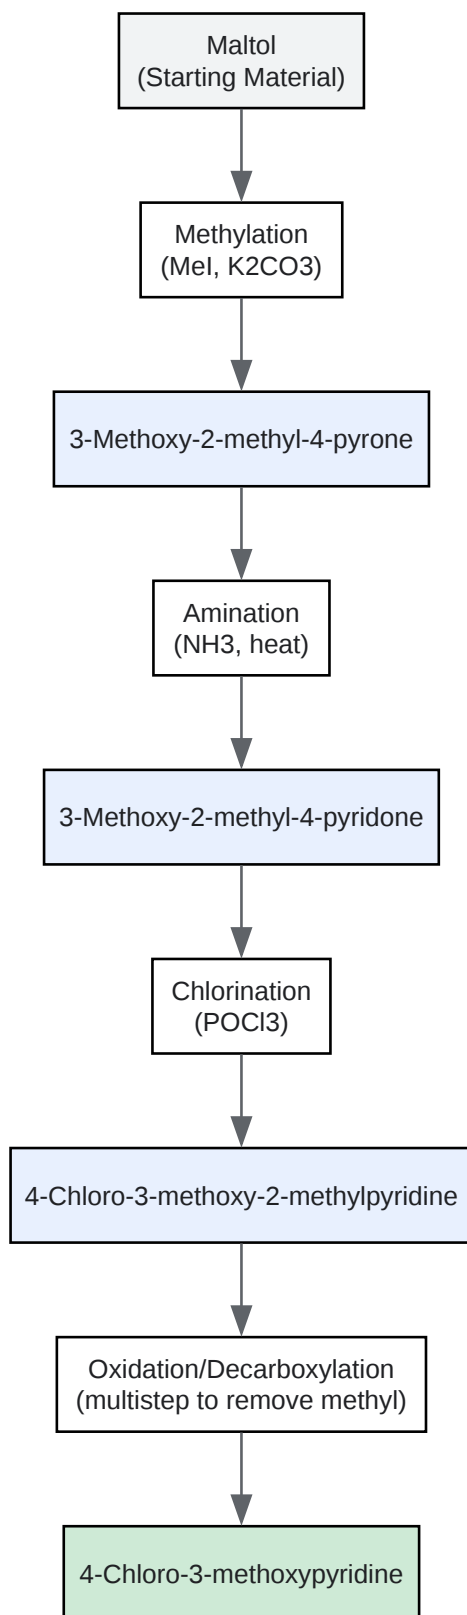 Maltol
(Starting Material)
Methylation
(MeI, K2CO3)
3-Methoxy-2-methyl-4-pyrone
Amination
(NH3, heat)
3-Methoxy-2-methyl-4-pyridone
Chlorination
(POCl3)
4-Chloro-3-methoxy-2-methylpyridine
Oxidation/Decarboxylation
(multistep to remove methyl)
4-Chloro-3-methoxypyridine